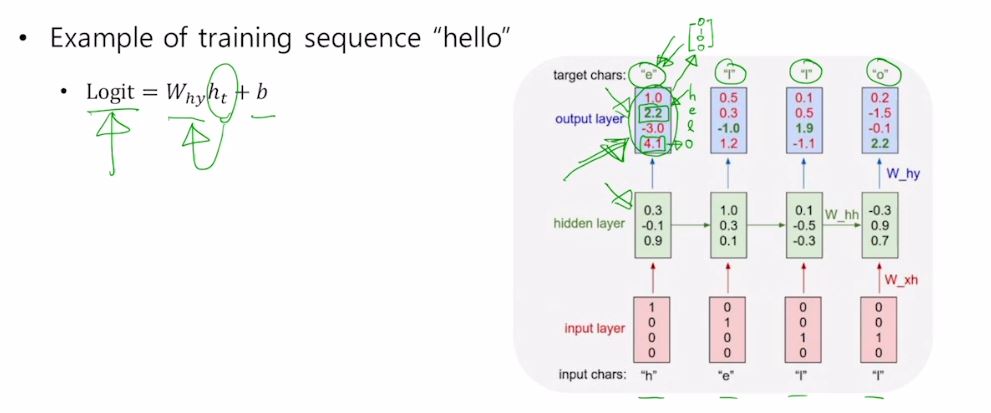 • Example of training sequence “hello”
• Logit = W_hy h_t + b
[0 1 0 0]
target chars: “e” “l” “l” “o”
1.0 h 0.5 0.1 0.2
output layer 2.2 e 0.3 0.5 -1.5
-3.0 l -1.0 1.9 -0.1
4.1 → o 1.2 -1.1 2.2
W_hy
0.3 1.0 0.1 W_hh -0.3
hidden layer -0.1 0.3 -0.5 0.9
0.9 0.1 -0.3 0.7
W_xh
1 0 0 0
input layer 0 1 0 0
0 0 1 1
0 0 0 0
input chars: “h” “e” “l” “l”